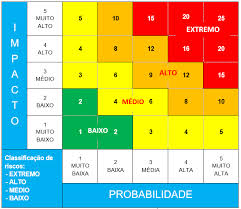 IMPACTO
5 MUITO ALTO
5 10 15 20 25
EXTREMO
4 ALTO
4 8 12 16 20
3 MÉDIO
3 6 9 ALTO 12 15
2 BAIXO
2 4 MÉDIO 6 8 10
1 MUITO BAIXO
1 BAIXO 2 3 4 5
Classificação de riscos:
- EXTREMO
- ALTO
- MÉDIO
- BAIXO
1 MUITO BAIXA
2 BAIXA
3 MÉDIA
4 ALTA
5 MUITO ALTA
PROBABILIDADE